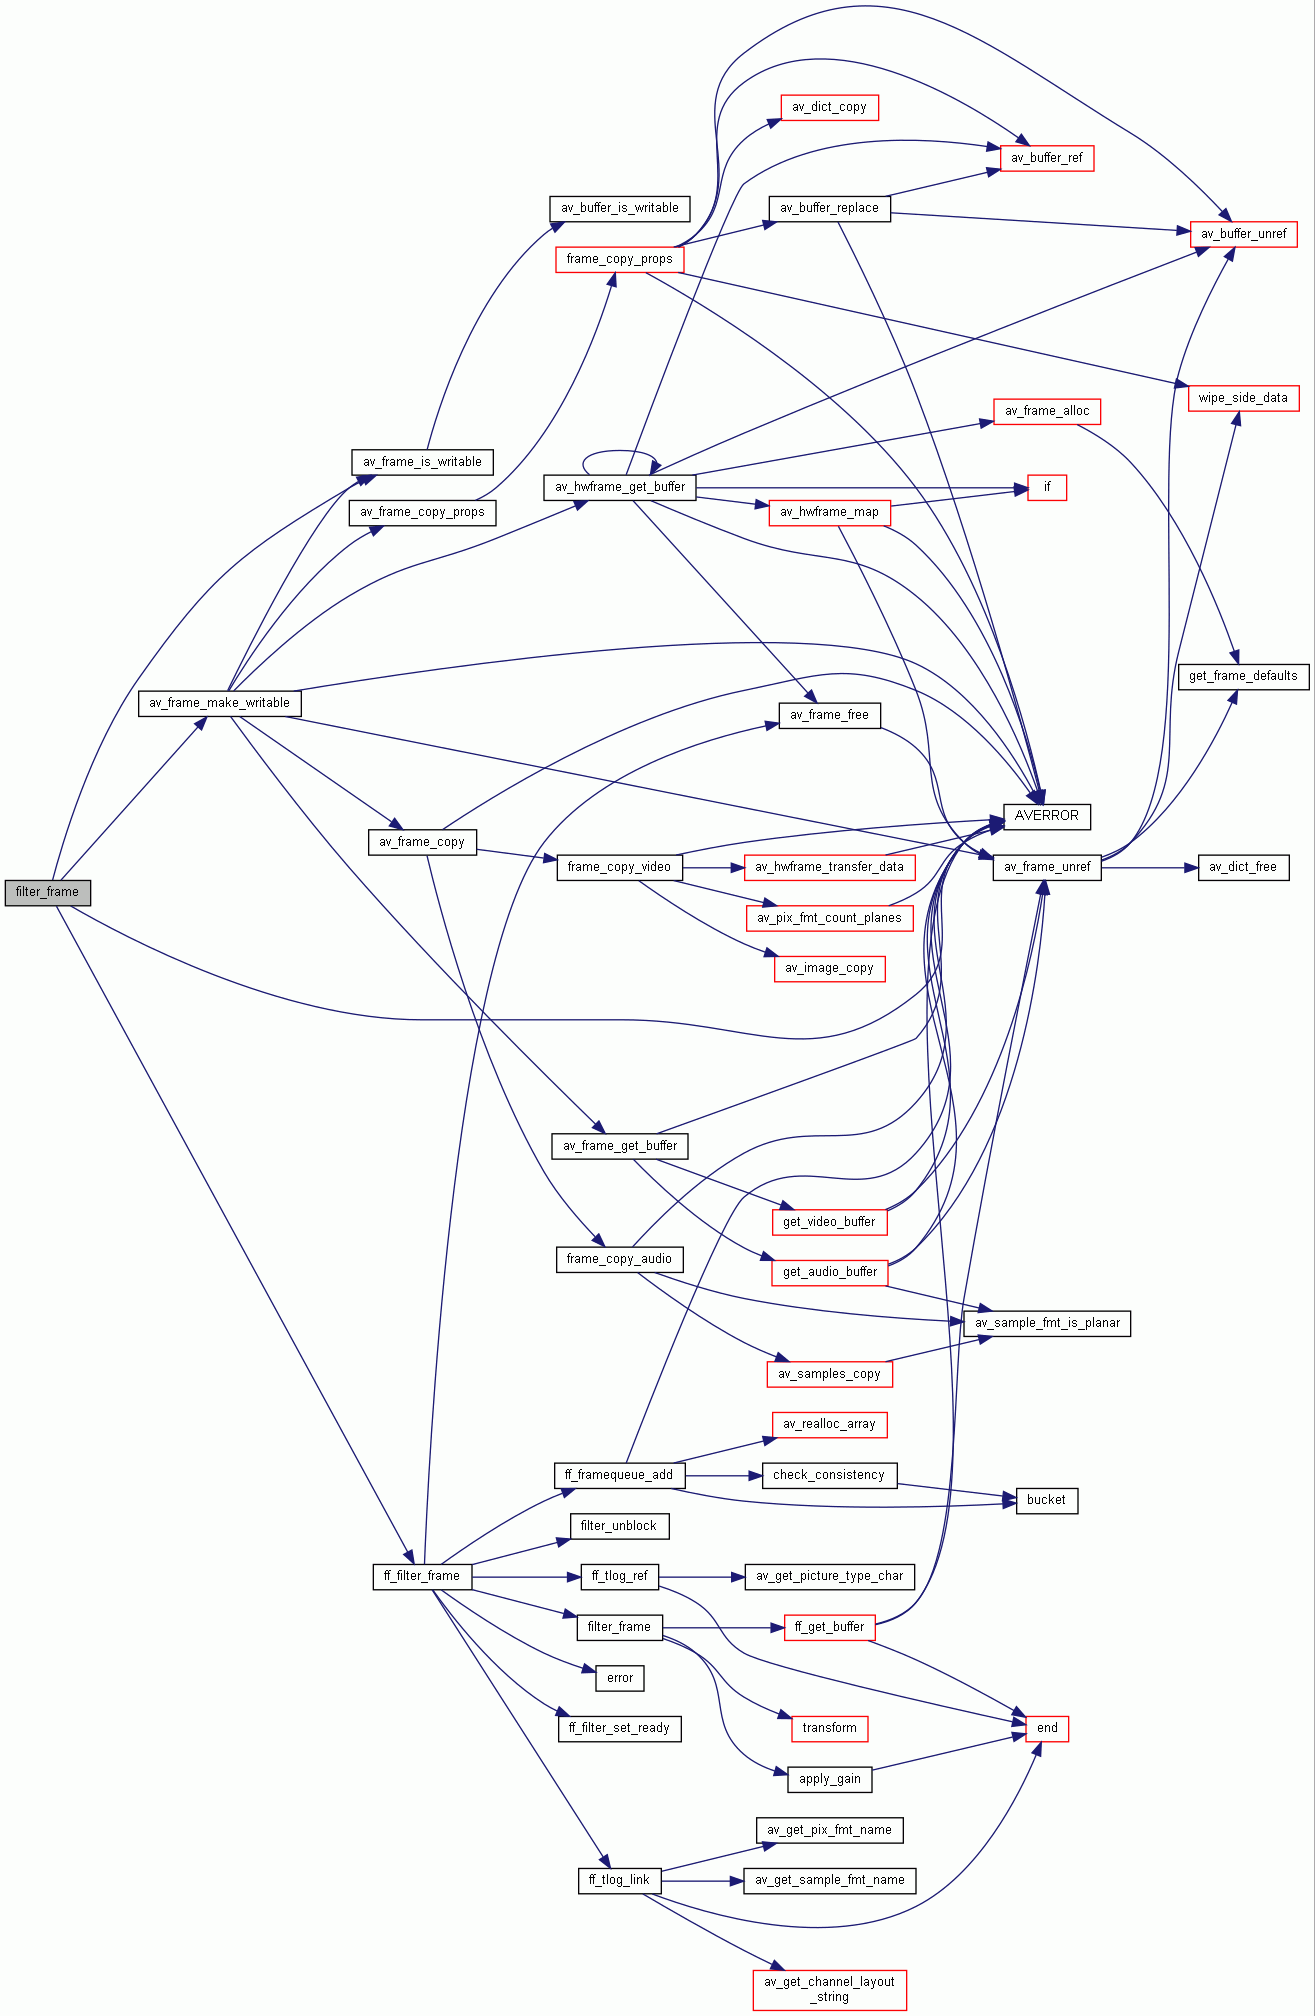 av_dict_copy
av_buffer_ref
av_buffer_is_writable
av_buffer_replace
av_buffer_unref
frame_copy_props
wipe_side_data
av_frame_alloc
av_frame_is_writable
av_hwframe_get_buffer
if
av_frame_copy_props
av_hwframe_map
get_frame_defaults
av_frame_make_writable
av_frame_free
AVERROR
av_frame_copy
frame_copy_video
av_hwframe_transfer_data
av_frame_unref
av_dict_free
filter_frame
av_pix_fmt_count_planes
av_image_copy
av_frame_get_buffer
get_video_buffer
frame_copy_audio
get_audio_buffer
av_sample_fmt_is_planar
av_samples_copy
av_realloc_array
ff_framequeue_add
check_consistency
bucket
filter_unblock
ff_filter_frame
ff_tlog_ref
av_get_picture_type_char
filter_frame
ff_get_buffer
error
ff_filter_set_ready
transform
end
apply_gain
av_get_pix_fmt_name
ff_tlog_link
av_get_sample_fmt_name
av_get_channel_layout
_string